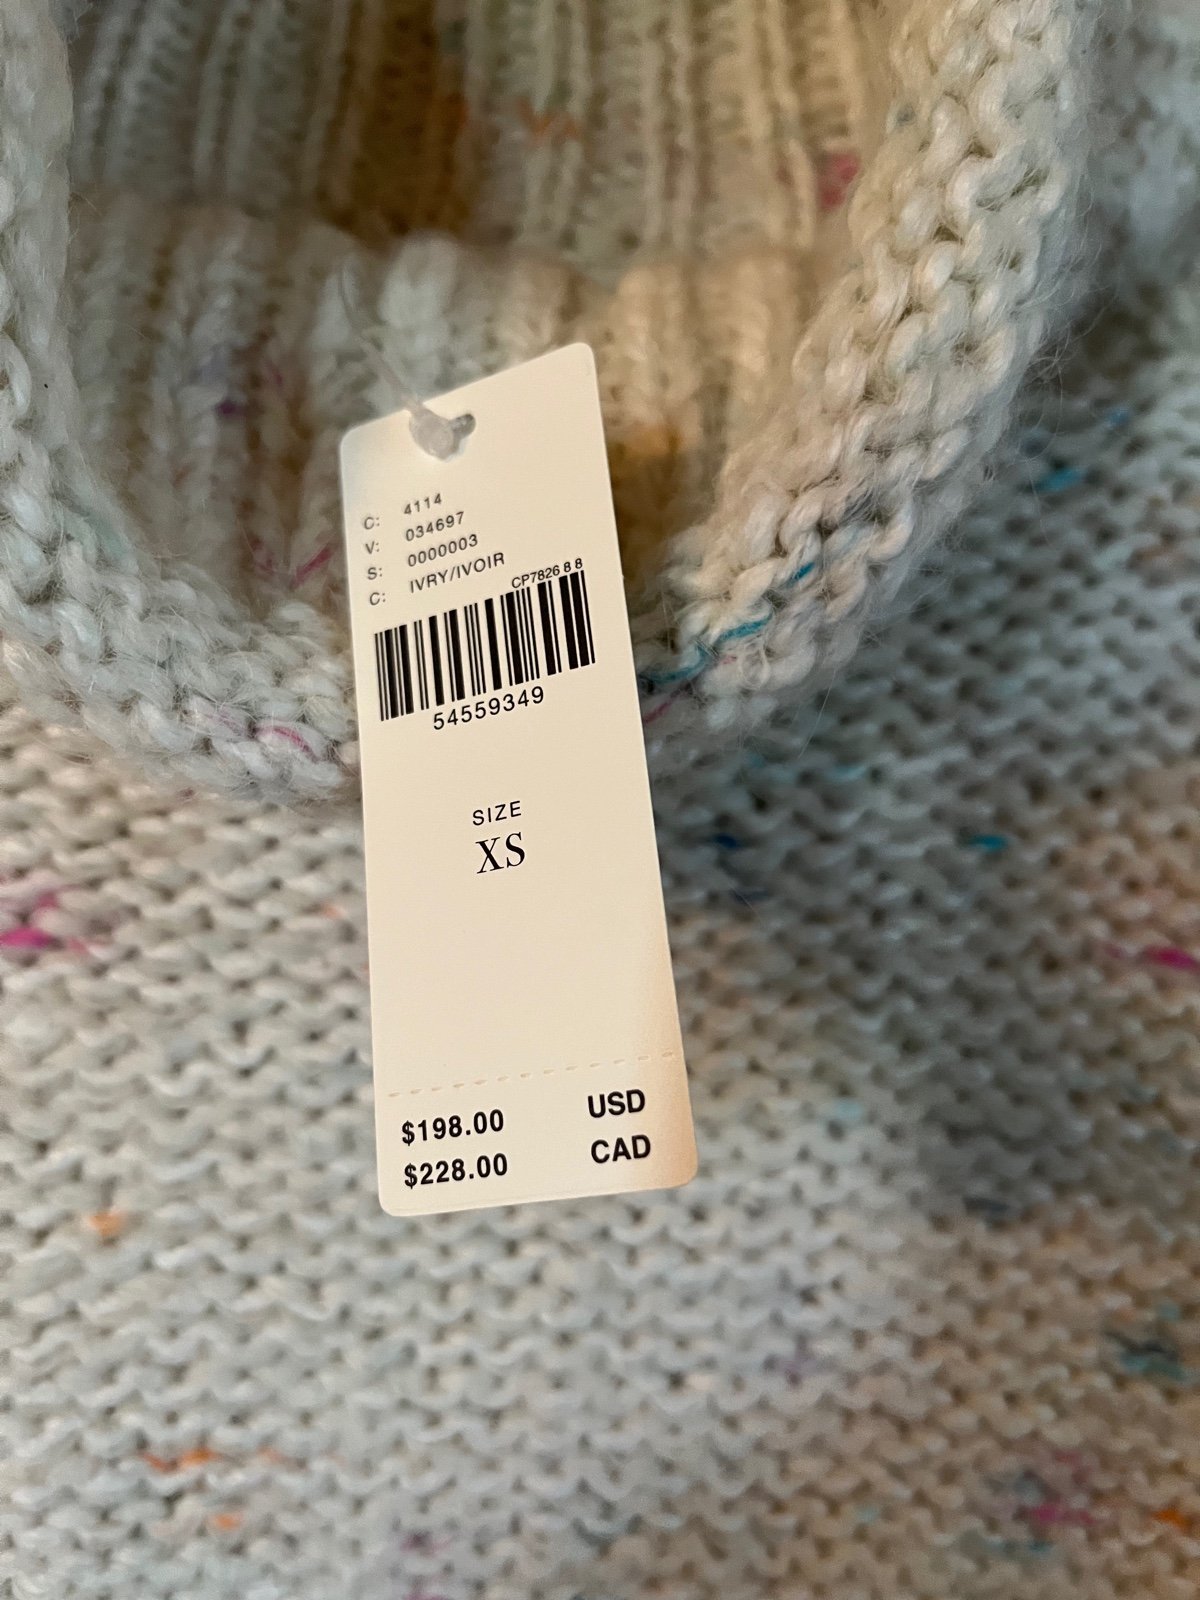 C: 4114
V: 034697
S: 0000003
C: IVRY/IVOIR
CP7826 8 8
54559349
SIZE
XS
$198.00 USD
$228.00 CAD